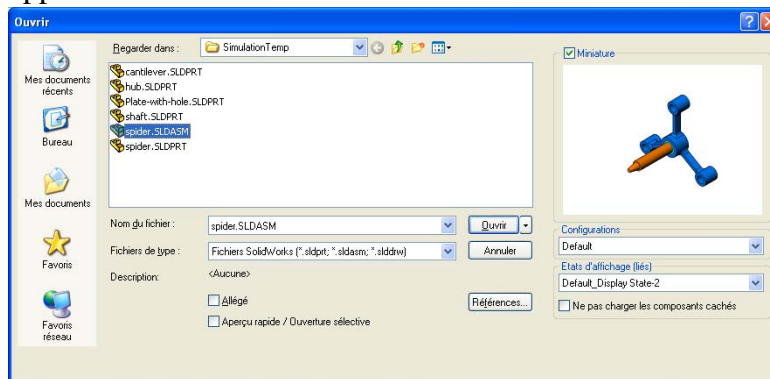 Ouvrir
Regarder dans :
SimulationTemp
Miniature
Mes documents
récents
Bureau
Mes documents
Favoris
Favoris
réseau
cantilever.SLDPRT
hub.SLDPRT
Plate-with-hole.SLDPRT
shaft.SLDPRT
spider.SLDASM
spider.SLDPRT
Nom du fichier :
spider.SLDASM
Ouvrir
Fichiers de type :
Fichiers SolidWorks (*.sldprt; *.sldasm; *.slddrw)
Annuler
Description:
<Aucune>
Allégé
Références...
Aperçu rapide / Ouverture sélective
Configurations
Default
Etats d'affichage (liés)
Default_Display State-2
Ne pas charger les composants cachés